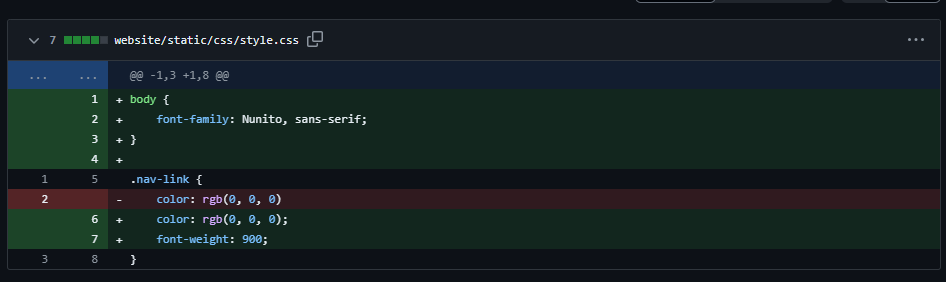 7 website/static/css/style.css ...
... ... @@ -1,3 +1,8 @@
1 + body {
2 + font-family: Nunito, sans-serif;
3 + }
4 +
1 5 .nav-link {
2 - color: rgb(0, 0, 0)
6 + color: rgb(0, 0, 0);
7 + font-weight: 900;
3 8 }